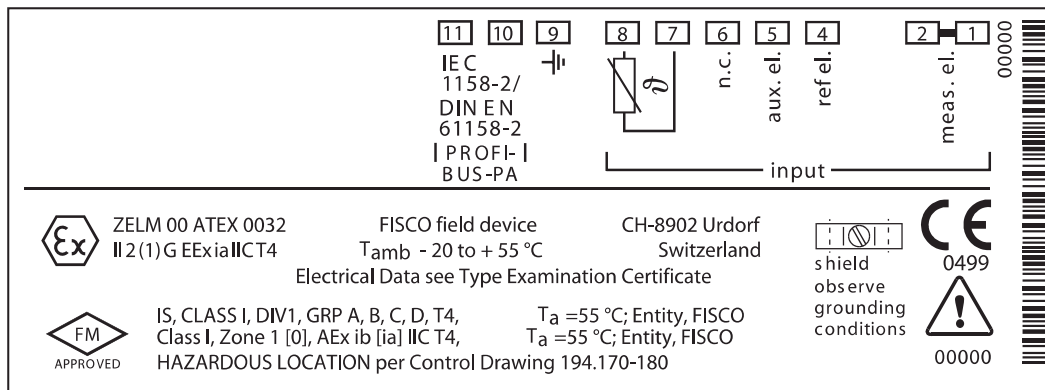 11 10 9 8 7 6 5 4 2 1
IEC
1158-2/
DIN EN
61158-2
PROFI-
BUS-PA
ϑ
n.c.
aux. el.
ref el.
meas. el.
input
00000
Ex
ZELM 00 ATEX 0032
II 2 (1) G EEx ia IIC T4
FISCO field device
Tamb - 20 to + 55 °C
CH-8902 Urdorf
Switzerland
Electrical Data see Type Examination Certificate
shield
observe
grounding
conditions
CE
0499
00000
FM
APPROVED
IS, CLASS I, DIV1, GRP A, B, C, D, T4, Ta =55 °C; Entity, FISCO
Class I, Zone 1 [0], AEx ib [ia] IIC T4, Ta =55 °C; Entity, FISCO
HAZARDOUS LOCATION per Control Drawing 194.170-180